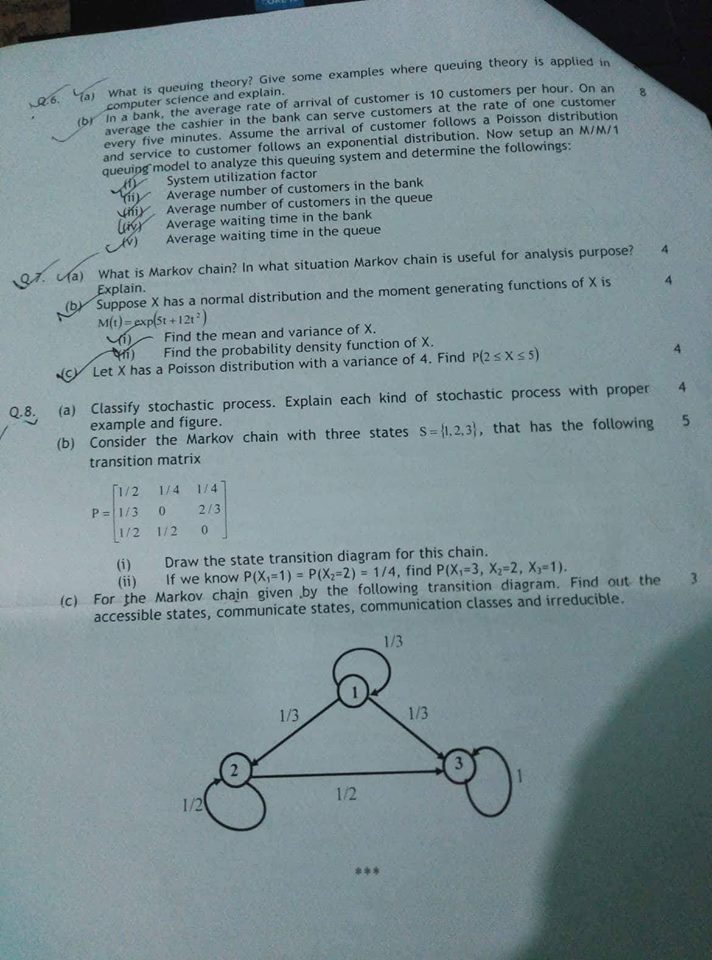 Q.6. (a) What is queuing theory? Give some examples where queuing theory is applied in
computer science and explain.
(b) In a bank, the average rate of arrival of customer is 10 customers per hour. On an 8
average the cashier in the bank can serve customers at the rate of one customer
every five minutes. Assume the arrival of customer follows a Poisson distribution
and service to customer follows an exponential distribution. Now setup an M/M/1
queuing model to analyze this queuing system and determine the followings:
(i) System utilization factor
(ii) Average number of customers in the bank
(iii) Average number of customers in the queue
(iv) Average waiting time in the bank
(v) Average waiting time in the queue
Q.7. (a) What is Markov chain? In what situation Markov chain is useful for analysis purpose? 4
Explain.
(b) Suppose X has a normal distribution and the moment generating functions of X is 4
M(t)=exp(5t+12t²)
(i) Find the mean and variance of X.
(ii) Find the probability density function of X.
(c) Let X has a Poisson distribution with a variance of 4. Find P(2 ≤ X ≤ 5) 4
Q.8. (a) Classify stochastic process. Explain each kind of stochastic process with proper 4
example and figure.
(b) Consider the Markov chain with three states S={1,2,3}, that has the following 5
transition matrix
1/2 1/4 1/4
P= 1/3 0 2/3
1/2 1/2 0
(i) Draw the state transition diagram for this chain.
(ii) If we know P(X₁=1) = P(X₂=2) = 1/4, find P(X₁=3, X₂=2, X₃=1).
(c) For the Markov chain given by the following transition diagram. Find out the 3
accessible states, communicate states, communication classes and irreducible.
1/3
1
1/3 1/3
2 3
1/2 1/2 1
***